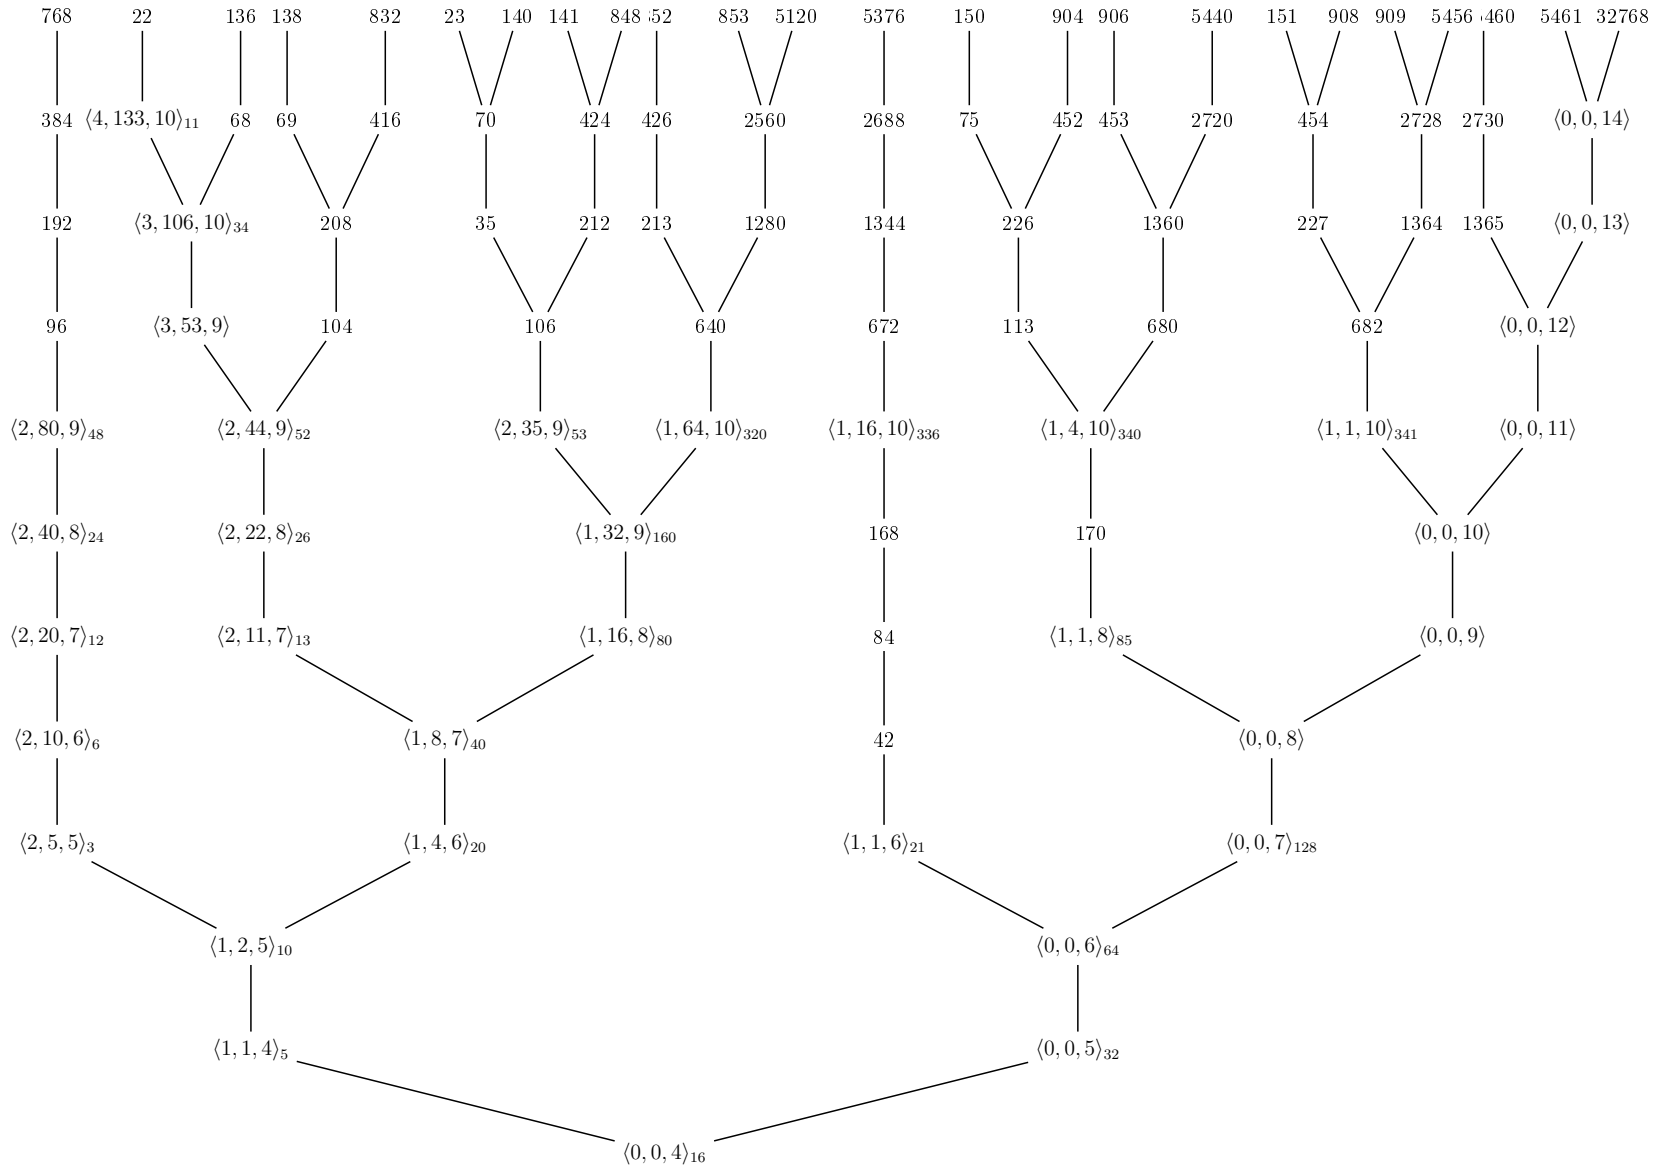 768 22 136 138 832 23 140 141 848 52 853 5120 5376 150 904 906 5440 151 908 909 5456 460 5461 32768
384 ⟨4, 133, 10⟩₁₁ 68 69 416 70 424 426 2560 2688 75 452 453 2720 454 2728 2730 ⟨0, 0, 14⟩
192 ⟨3, 106, 10⟩₃₄ 208 35 212 213 1280 1344 226 1360 227 1364 1365 ⟨0, 0, 13⟩
96 ⟨3, 53, 9⟩ 104 106 640 672 113 680 682 ⟨0, 0, 12⟩
⟨2, 80, 9⟩₄₈ ⟨2, 44, 9⟩₅₂ ⟨2, 35, 9⟩₅₃ ⟨1, 64, 10⟩₃₂₀ ⟨1, 16, 10⟩₃₃₆ ⟨1, 4, 10⟩₃₄₀ ⟨1, 1, 10⟩₃₄₁ ⟨0, 0, 11⟩
⟨2, 40, 8⟩₂₄ ⟨2, 22, 8⟩₂₆ ⟨1, 32, 9⟩₁₆₀ 168 170 ⟨0, 0, 10⟩
⟨2, 20, 7⟩₁₂ ⟨2, 11, 7⟩₁₃ ⟨1, 16, 8⟩₈₀ 84 ⟨1, 1, 8⟩₈₅ ⟨0, 0, 9⟩
⟨2, 10, 6⟩₆ ⟨1, 8, 7⟩₄₀ 42 ⟨0, 0, 8⟩
⟨2, 5, 5⟩₃ ⟨1, 4, 6⟩₂₀ ⟨1, 1, 6⟩₂₁ ⟨0, 0, 7⟩₁₂₈
⟨1, 2, 5⟩₁₀ ⟨0, 0, 6⟩₆₄
⟨1, 1, 4⟩₅ ⟨0, 0, 5⟩₃₂
⟨0, 0, 4⟩₁₆